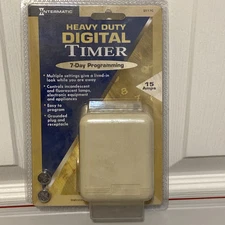 INTERMATIC
HEAVY DUTY
DIGITAL
TIMER
7-Day Programming
• Multiple settings give a lived-in
look while you are away
• Controls incandescent
and fluorescent lamps,
electronic equipment
and appliances
• Easy to
program
• Grounded
plug and
receptacle
15
Amps